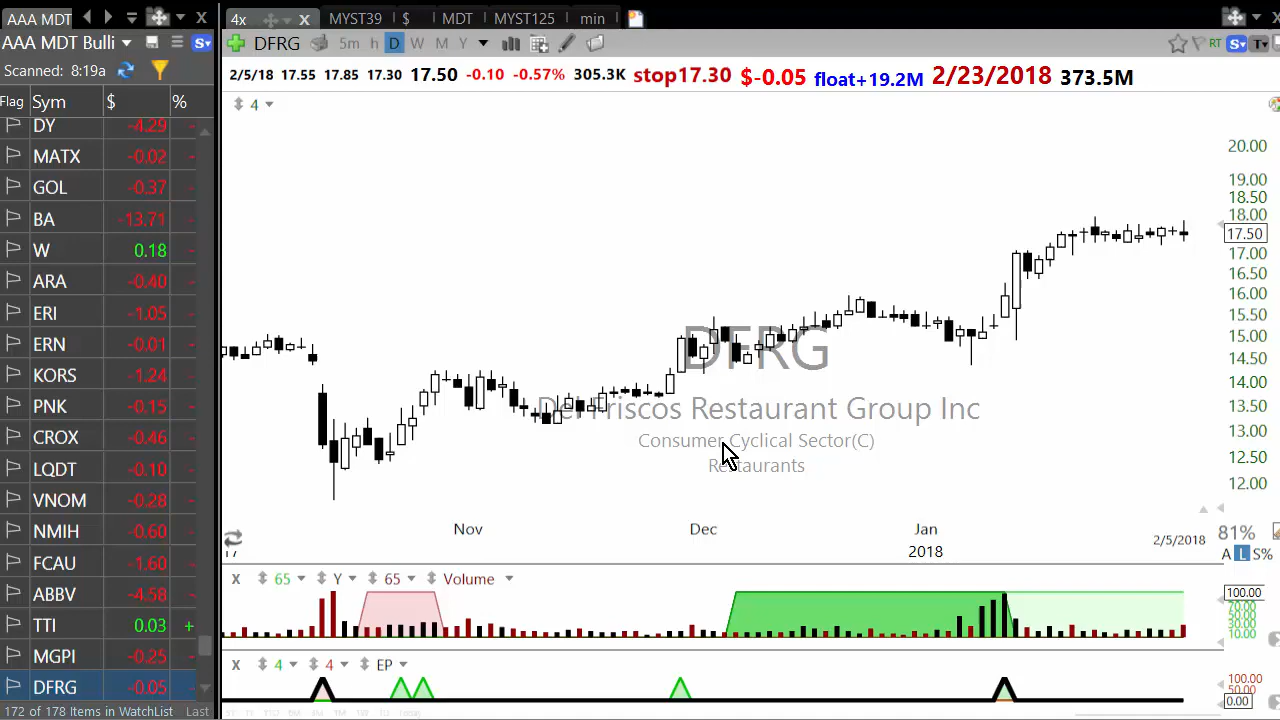 AAA MDT
4x
MYST39
$
MDT
MYST125
min
AAA MDT Bulli
S
DFRG
5m
h
D
W
M
Y
RT
S
T
Scanned: 8:19a
2/5/18 17.55 17.85 17.30 17.50 -0.10 -0.57% 305.3K stop17.30 $-0.05 float+19.2M 2/23/2018 373.5M
Flag Sym $ %
4
DY -4.29 -
MATX -0.02 -
GOL -0.37 -
BA -13.71 -
W 0.18
ARA -0.40 -
ERI -1.05 -
ERN -0.01 -
KORS -1.24 -
PNK -0.15 -
CROX -0.46 -
LQDT -0.10 -
VNOM -0.28 -
NMIH -0.60 -
FCAU -1.60 -
ABBV -4.58 -
TTI 0.03 +
MGPI -0.25 -
DFRG -0.05 -
172 of 178 Items in WatchList Last
20.00
19.00
18.50
18.00
17.50
17.00
16.50
16.00
15.50
15.00
14.50
14.00
13.50
13.00
12.50
12.00
DFRG
Del Friscos Restaurant Group Inc
Consumer Cyclical Sector(C)
Restaurants
Nov
Dec
Jan
2018
2/5/2018
17
81%
A L S%
X 65 Y 65 Volume
100.00
70.00
50.00
30.00
10.00
X 4 4 EP
100.00
50.00
0.00